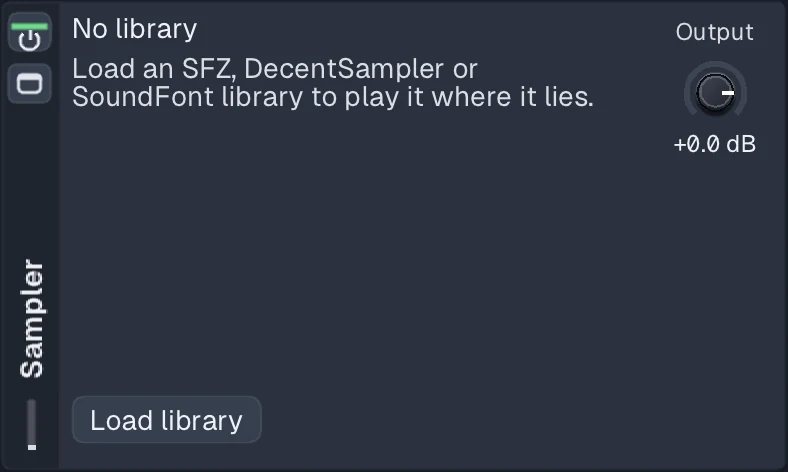 No library
Load an SFZ, DecentSampler or
SoundFont library to play it where it lies.
Output
+0.0 dB
Sampler
Load library